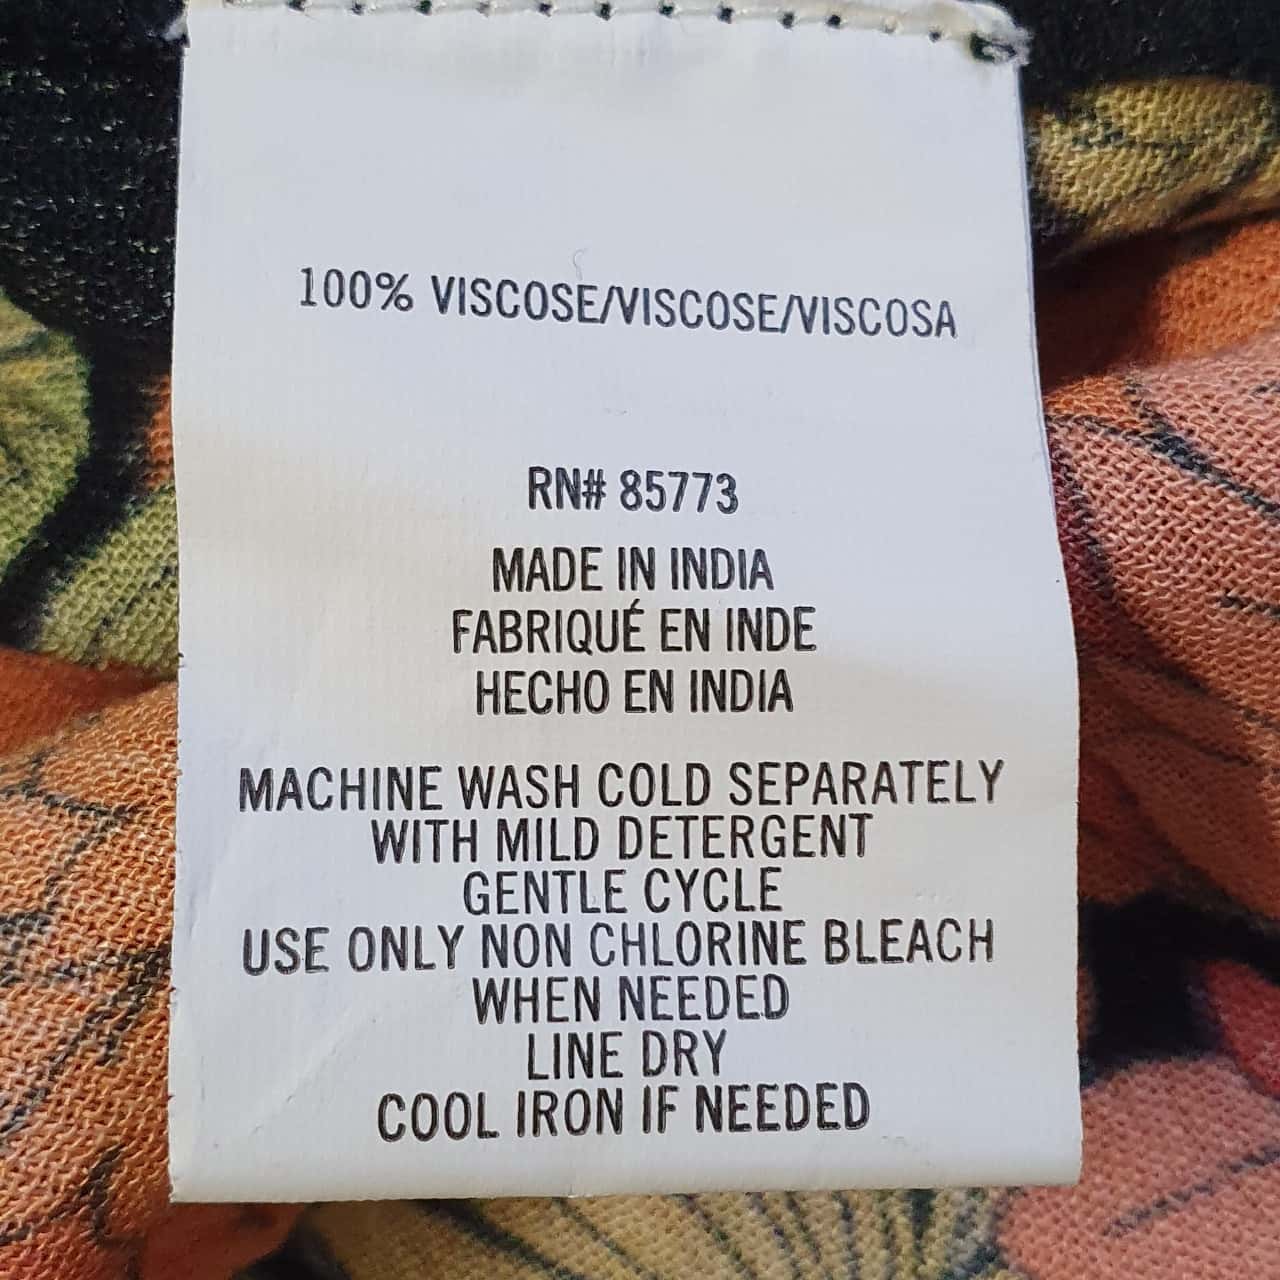 100% VISCOSE/VISCOSE/VISCOSA
RN# 85773
MADE IN INDIA
FABRIQUÉ EN INDE
HECHO EN INDIA
MACHINE WASH COLD SEPARATELY
WITH MILD DETERGENT
GENTLE CYCLE
USE ONLY NON CHLORINE BLEACH
WHEN NEEDED
LINE DRY
COOL IRON IF NEEDED